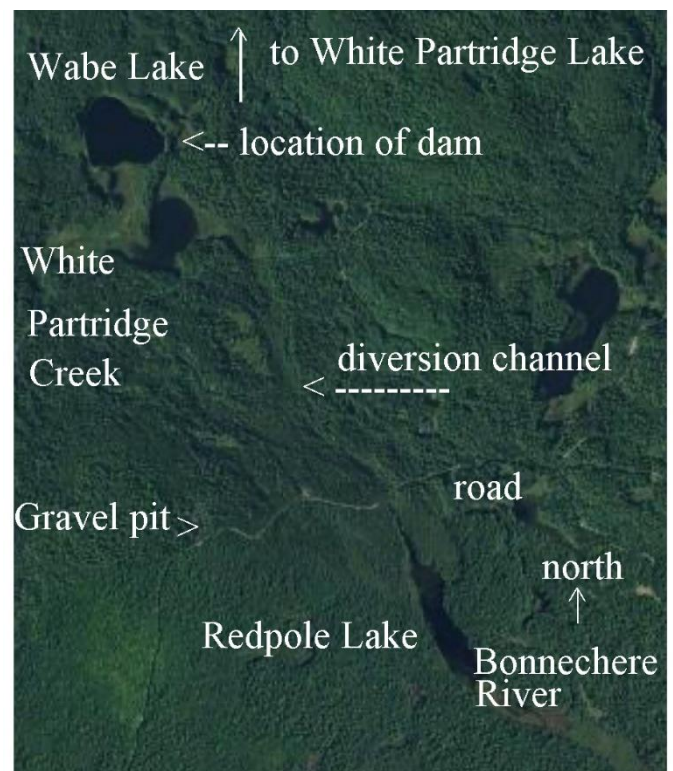 to White Partridge Lake
Wabe Lake
<-- location of dam
White
Partridge
Creek
diversion channel
< ---------
road
Gravel pit >
north
Redpole Lake
Bonnechere
River